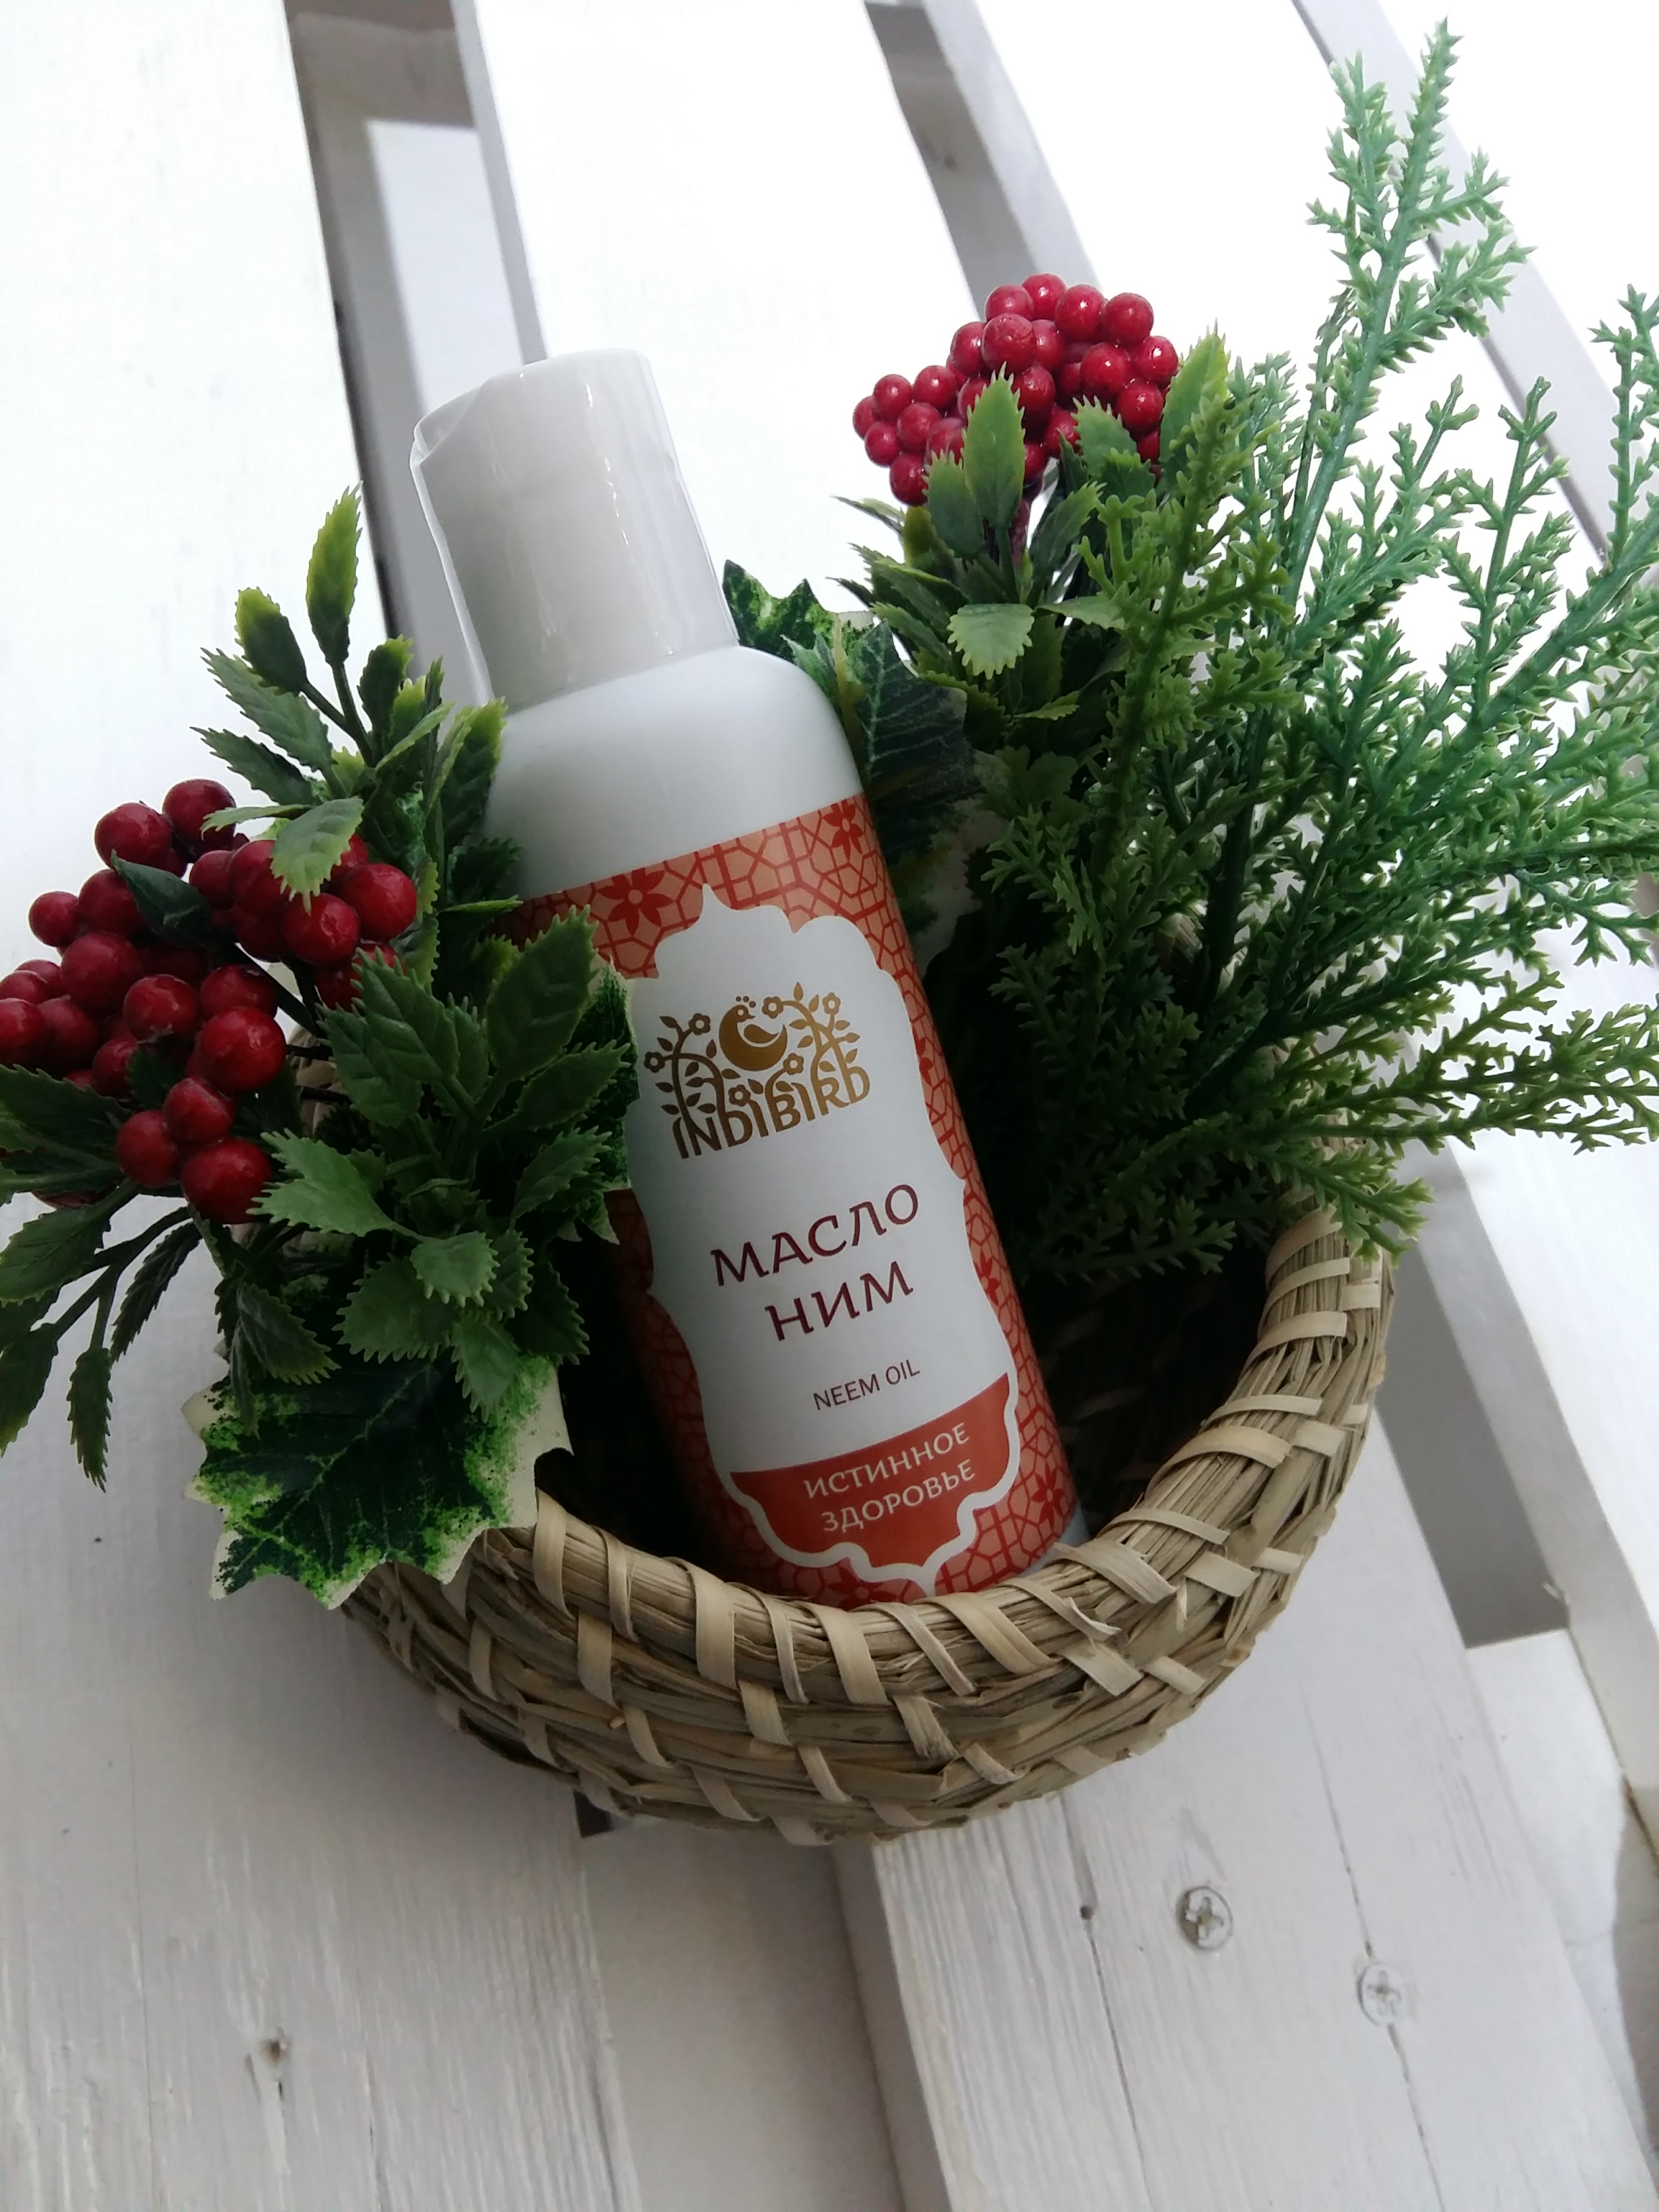 INDIBIRD
МАСЛО
НИМ
NEEM OIL
ИСТИННОЕ
ЗДОРОВЬЕ